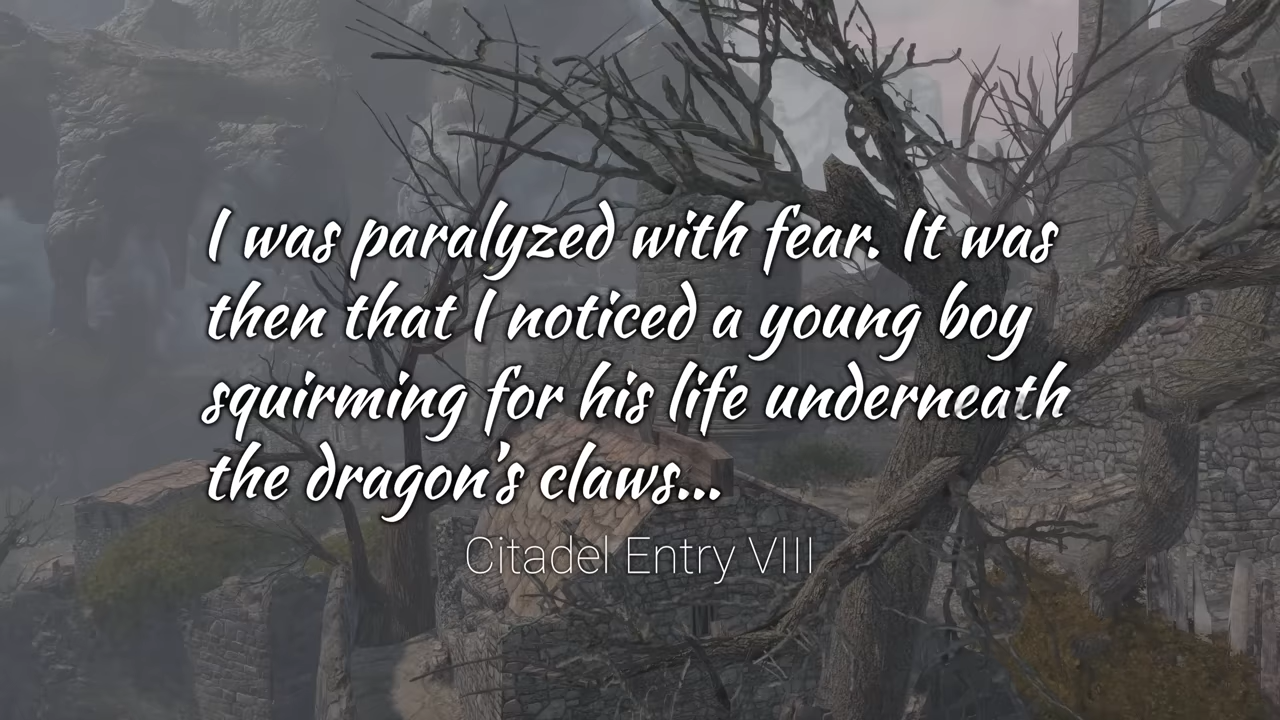 I was paralyzed with fear. It was
then that I noticed a young boy
squirming for his life underneath
the dragon's claws...
Citadel Entry VIII